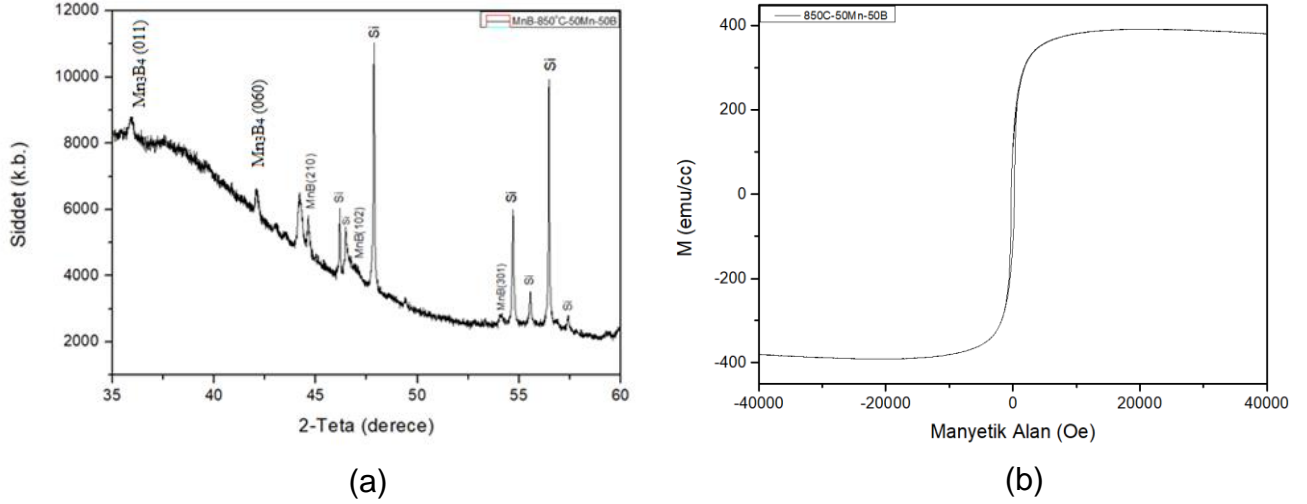 MnB-850°C-50Mn-50B
Mn3B4 (011)
Mn3B4 (060)
MnB(210)
Si
Si
MnB(102)
Si
MnB(301)
Si
Si
Si
Si
12000
10000
8000
6000
4000
2000
Siddet (k.b.)
35
40
45
50
55
60
2-Teta (derece)
(a)
850C-50Mn-50B
400
200
0
-200
-400
M (emu/cc)
-40000
-20000
0
20000
40000
Manyetik Alan (Oe)
(b)